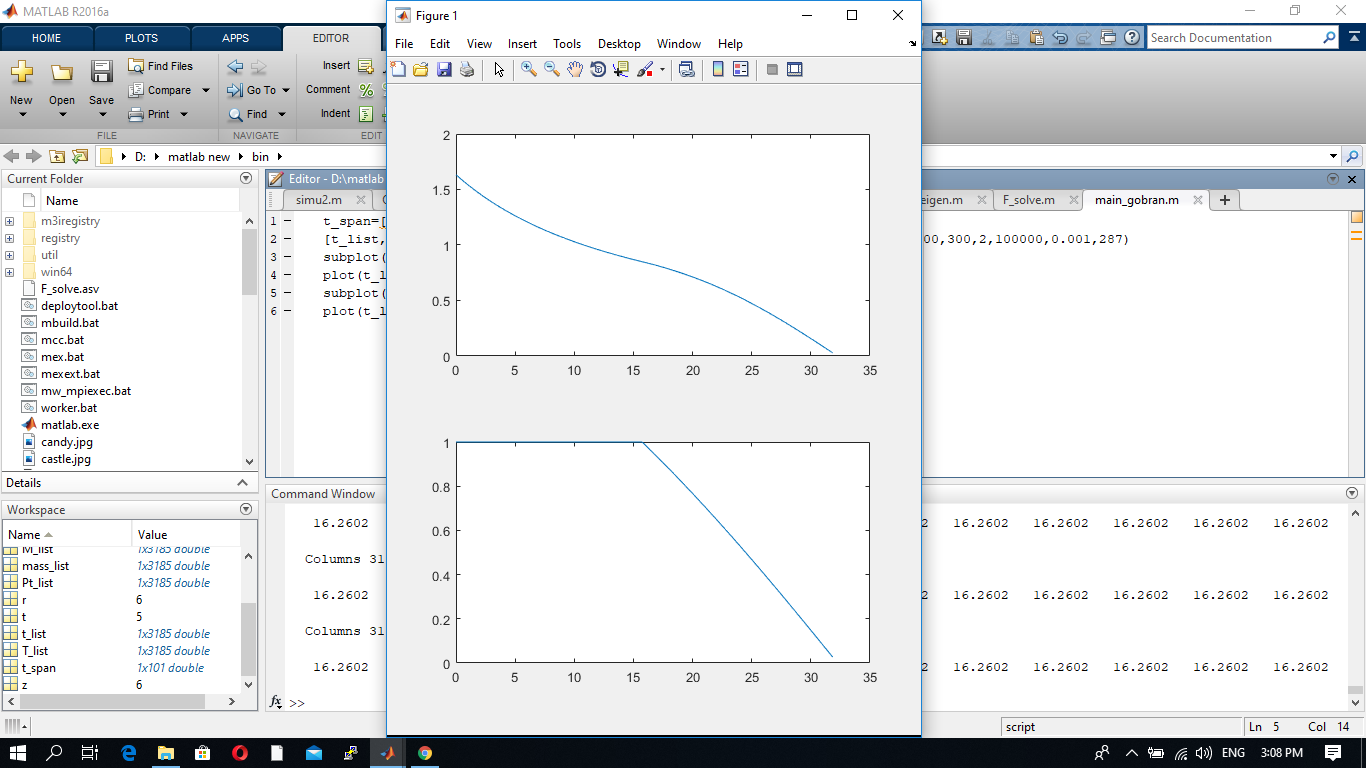 MATLAB R2016a
HOME PLOTS APPS EDITOR
Search Documentation
New Open Save
Find Files
Compare
Print
FILE
Go To
Find
NAVIGATE
Insert
Comment
Indent
EDIT
D: matlab new bin
Current Folder
Name
m3iregistry
registry
util
win64
F_solve.asv
deploytool.bat
mbuild.bat
mcc.bat
mex.bat
mexext.bat
mw_mpiexec.bat
worker.bat
matlab.exe
candy.jpg
castle.jpg
Details
Workspace
Name Value
M_list 1x3185 double
mass_list 1x3185 double
Pt_list 1x3185 double
r 6
t 5
t_list 1x3185 double
T_list 1x3185 double
t_span 1x101 double
z 6
Editor - D:\matlab
simu2.m
eigen.m F_solve.m main_gobran.m
1 t_span=[
2 [t_list, 00,300,2,100000,0.001,287)
3 subplot(
4 plot(t_l
5 subplot(
6 plot(t_l
Figure 1
File Edit View Insert Tools Desktop Window Help
2
1.5
1
0.5
0
0 5 10 15 20 25 30 35
1
0.8
0.6
0.4
0.2
0
0 5 10 15 20 25 30 35
Command Window
16.2602 2 16.2602 16.2602 16.2602 16.2602 16.2602
Columns 31
16.2602 2 16.2602 16.2602 16.2602 16.2602 16.2602
Columns 31
16.2602 2 16.2602 16.2602 16.2602 16.2602 16.2602
fx >>
script Ln 5 Col 14
ENG 3:08 PM